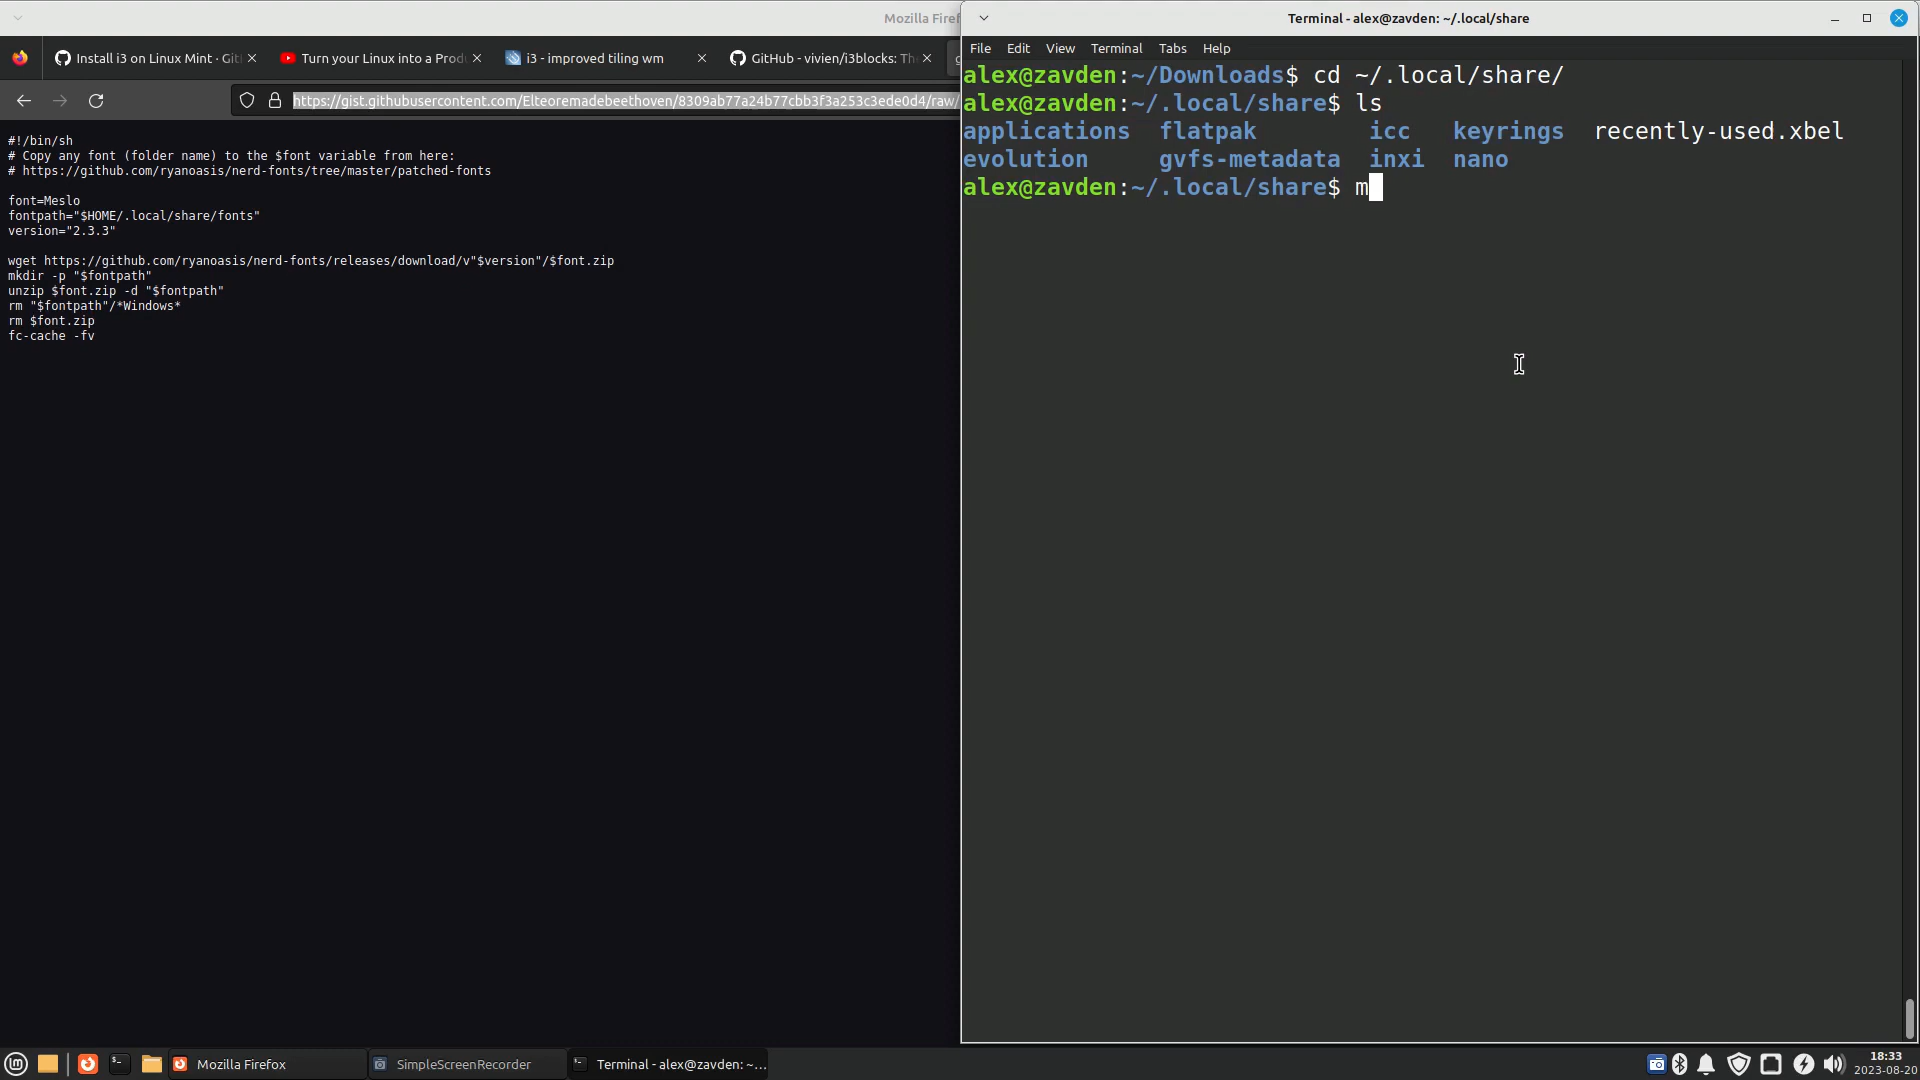 Mozilla Firef
Install i3 on Linux Mint · Git
Turn your Linux into a Produ
i3 - improved tiling wm
GitHub - vivien/i3blocks: Th
https://gist.githubusercontent.com/Elteoremadebeethoven/8309ab77a24b77cbb3f3a253c3ede0d4/raw/
#!/bin/sh
# Copy any font (folder name) to the $font variable from here:
# https://github.com/ryanoasis/nerd-fonts/tree/master/patched-fonts
font=Meslo
fontpath="$HOME/.local/share/fonts"
version="2.3.3"
wget https://github.com/ryanoasis/nerd-fonts/releases/download/v"$version"/$font.zip
mkdir -p "$fontpath"
unzip $font.zip -d "$fontpath"
rm "$fontpath"/*Windows*
rm $font.zip
fc-cache -fv
Terminal - alex@zavden: ~/.local/share
File Edit View Terminal Tabs Help
alex@zavden:~/Downloads$ cd ~/.local/share/
alex@zavden:~/.local/share$ ls
applications flatpak icc keyrings recently-used.xbel
evolution gvfs-metadata inxi nano
alex@zavden:~/.local/share$ m
Mozilla Firefox
SimpleScreenRecorder
Terminal - alex@zavden: ~...
18:33
2023-08-20